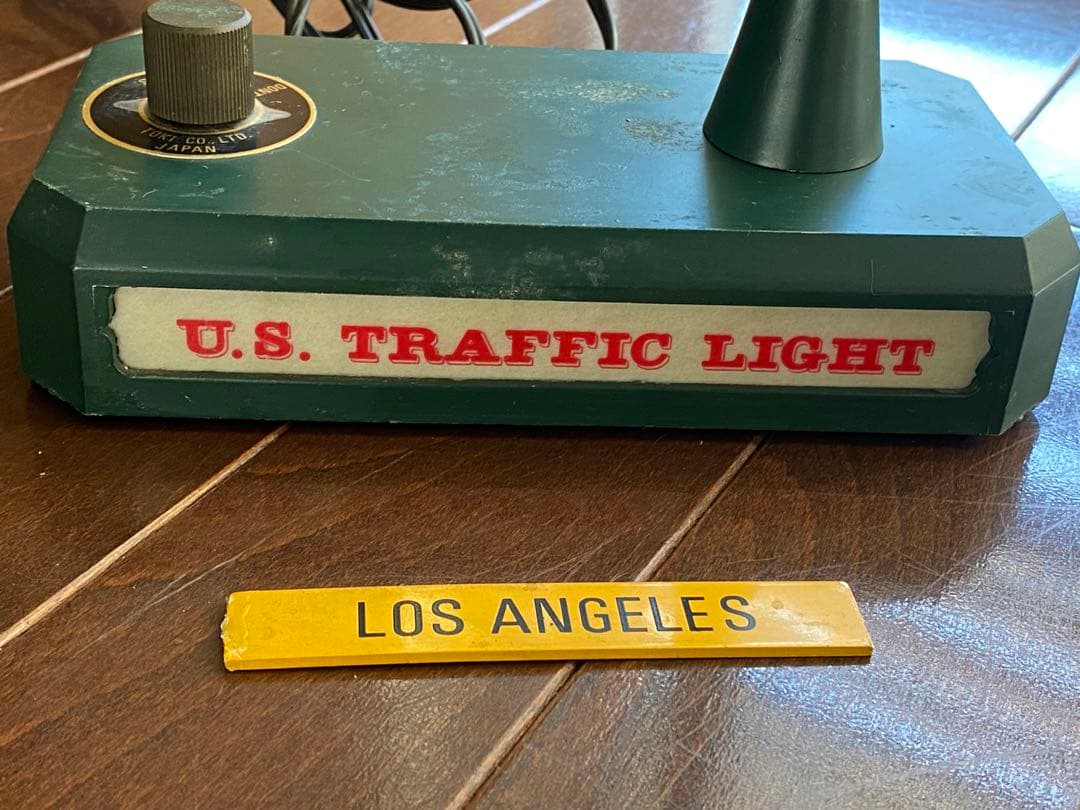 TOKI CO., LTD.
JAPAN
U.S. TRAFFIC LIGHT
LOS ANGELES